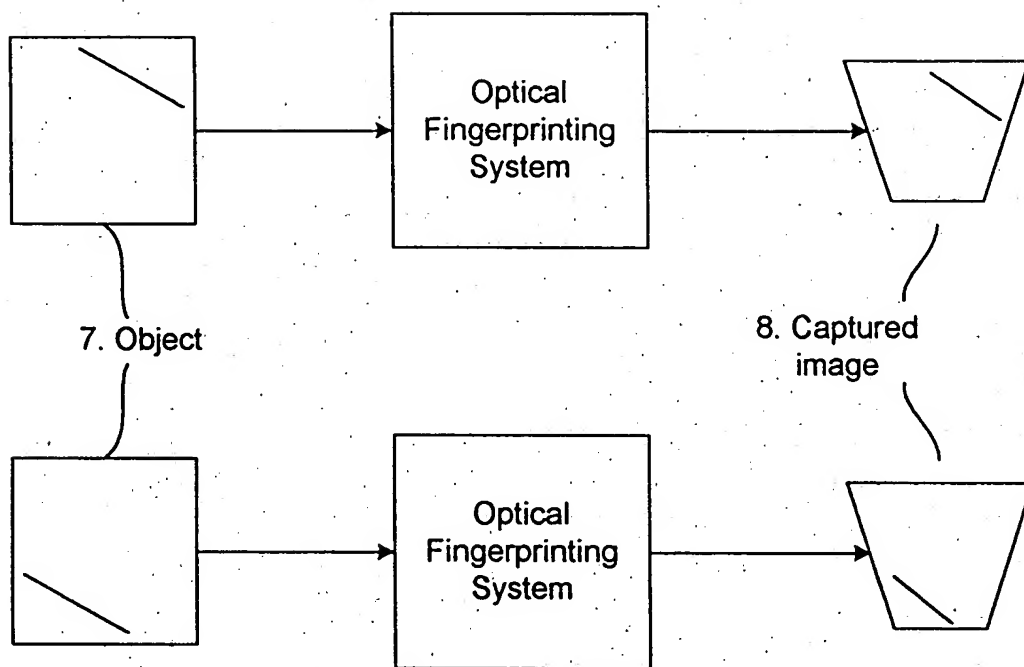 Optical
Fingerprinting
System
7. Object
8. Captured
image
Optical
Fingerprinting
System